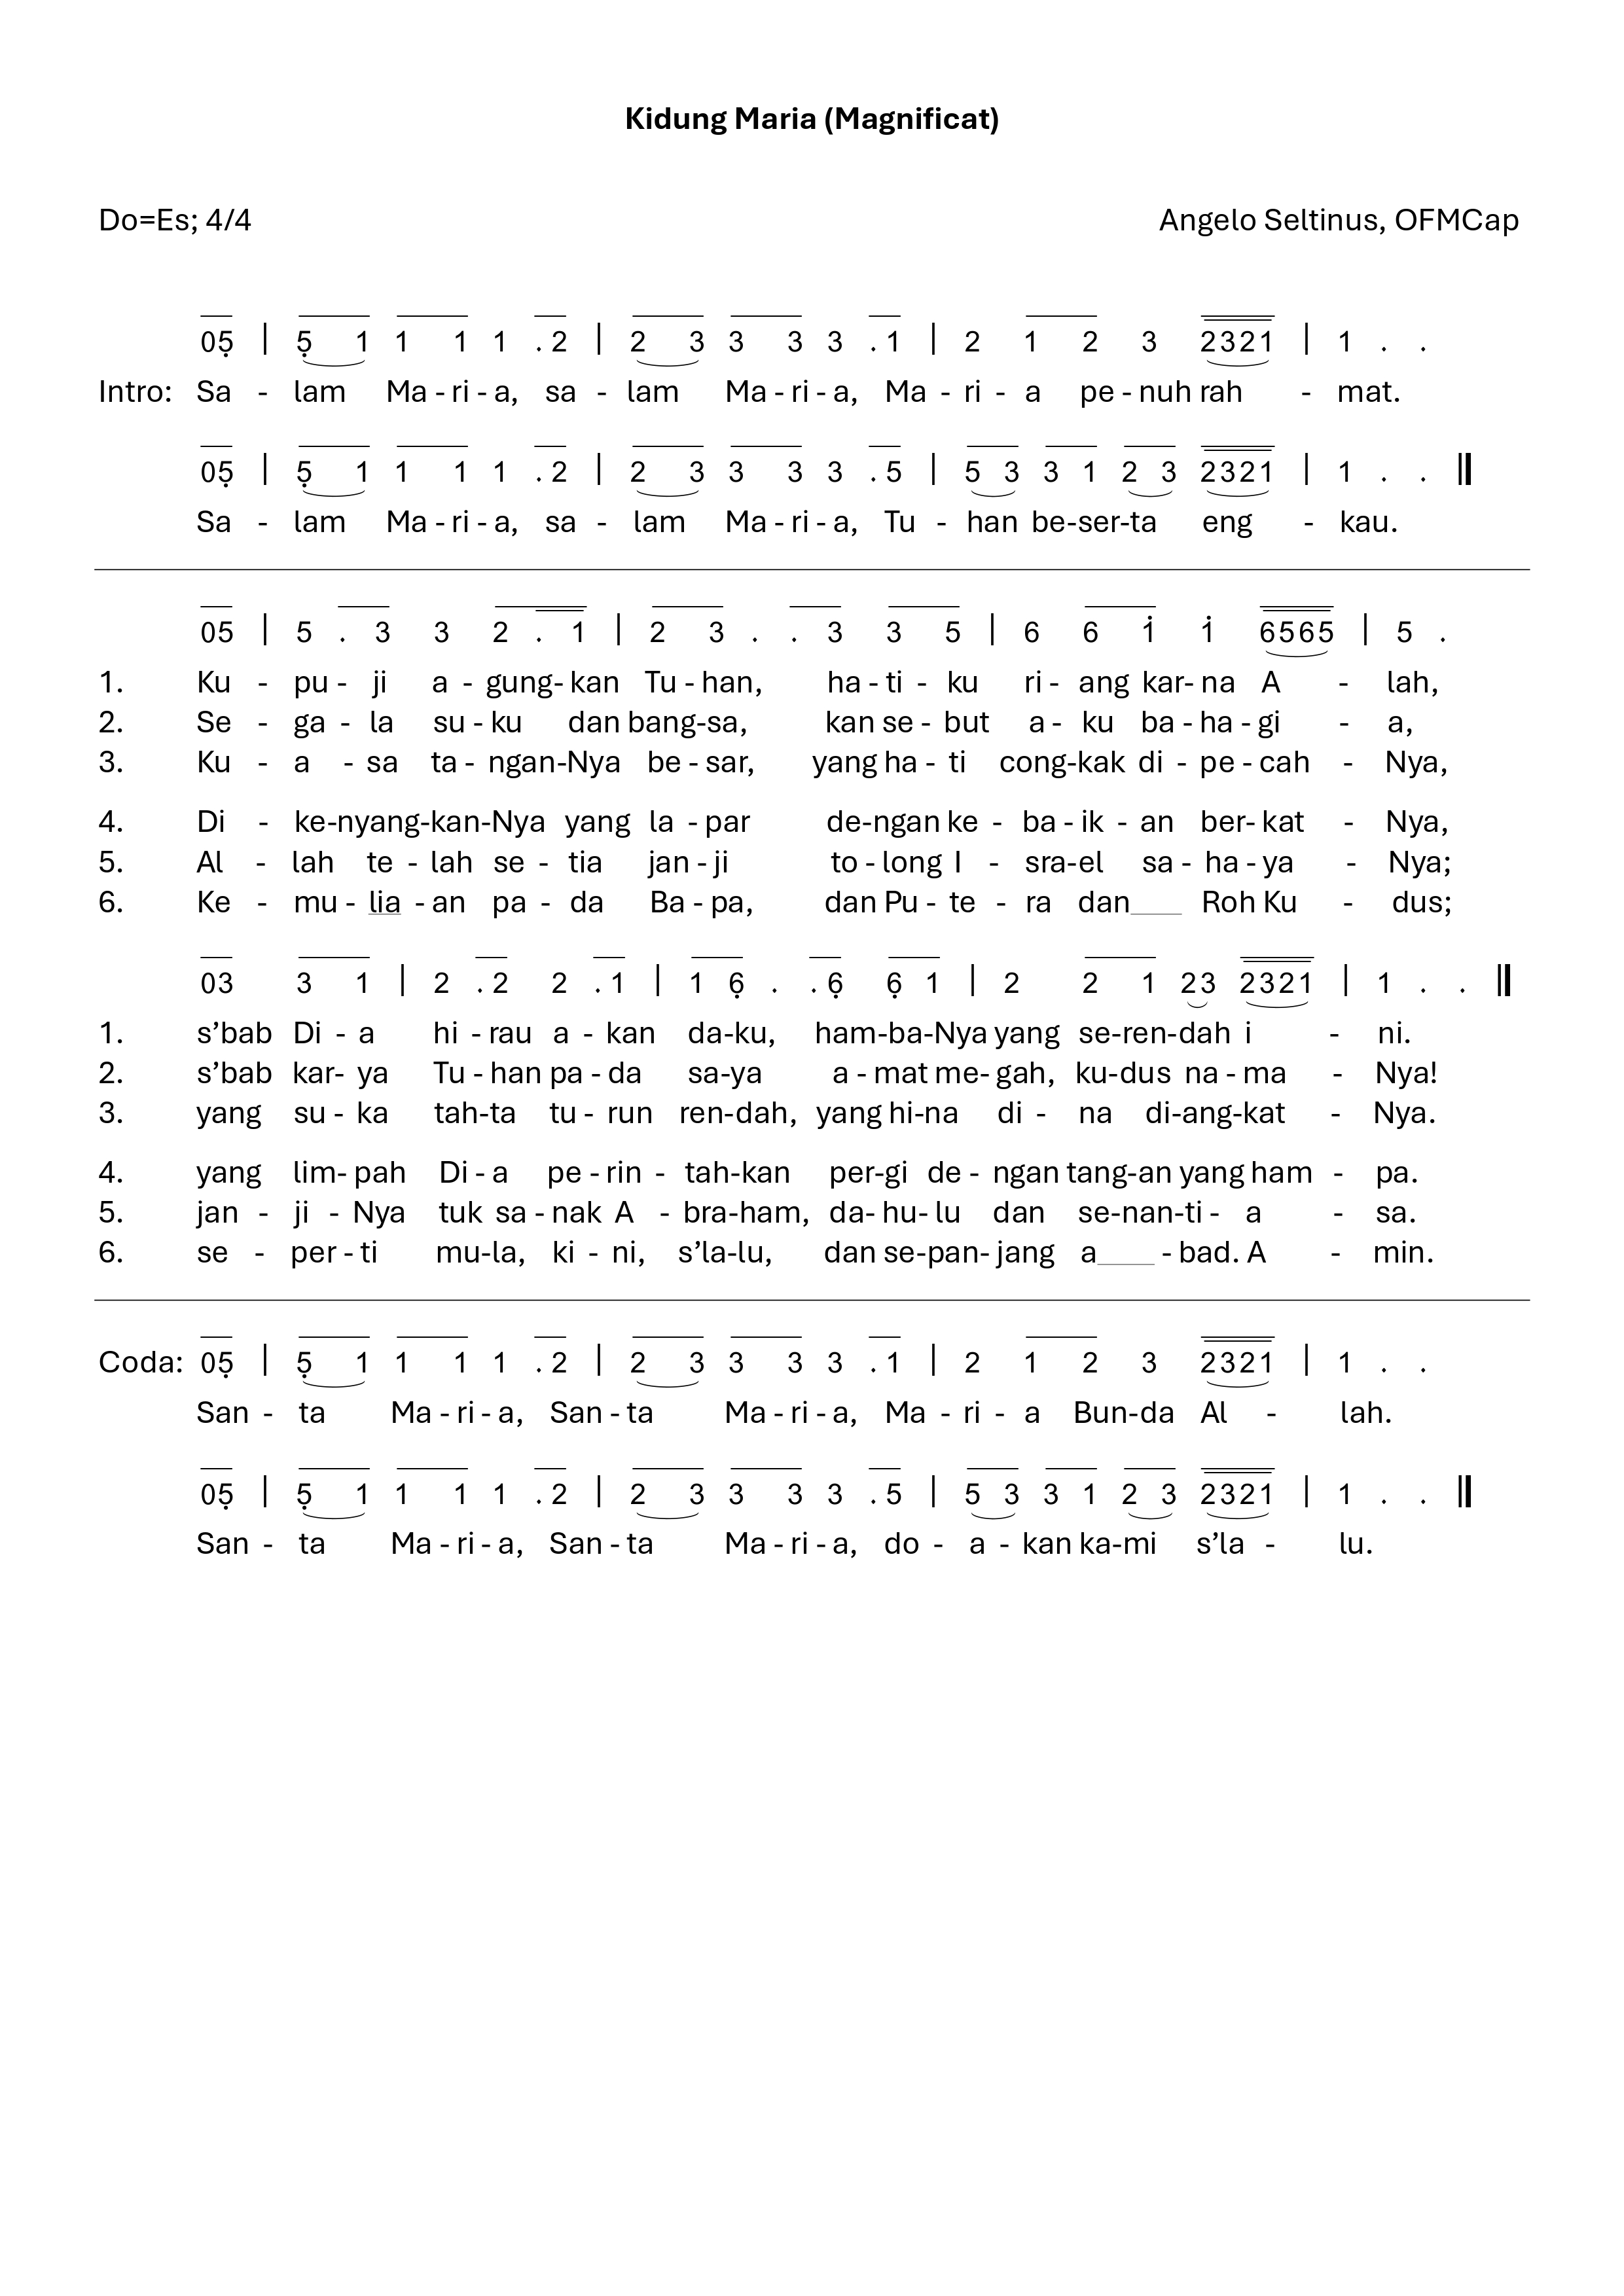 Kidung Maria (Magnificat)
Do=Es; 4/4 Angelo Seltinus, OFMCap
05̣ | 5̣ 1 1 1 1 .2 | 2 3 3 3 3 .1 | 2 1 2 3 2321 | 1 . .
Intro: Sa - lam Ma - ri - a, sa - lam Ma - ri - a, Ma - ri - a pe - nuh rah - mat.
05̣ | 5̣ 1 1 1 1 .2 | 2 3 3 3 3 .5 | 5 3 3 1 2 3 2321 | 1 . . ||
Sa - lam Ma - ri - a, sa - lam Ma - ri - a, Tu - han be-ser-ta eng - kau.
05 | 5 . 3 3 2 . 1 | 2 3 . . 3 3 5 | 6 6 1̇ 1̇ 6565 | 5 .
1. Ku - pu - ji a - gung- kan Tu - han, ha - ti - ku ri - ang kar- na A - lah,
2. Se - ga - la su - ku dan bang-sa, kan se - but a - ku ba - ha - gi - a,
3. Ku - a - sa ta - ngan-Nya be - sar, yang ha - ti cong-kak di - pe - cah - Nya,
4. Di - ke-nyang-kan-Nya yang la - par de-ngan ke - ba - ik - an ber- kat - Nya,
5. Al - lah te - lah se - tia jan - ji to - long I - sra-el sa - ha - ya - Nya;
6. Ke - mu - lia - an pa - da Ba - pa, dan Pu - te - ra dan___ Roh Ku - dus;
03 3 1 | 2 .2 2 .1 | 1 6̣ . .6̣ 6̣ 1 | 2 2 1 23 2321 | 1 . . ||
1. s’bab Di - a hi - rau a - kan da-ku, ham-ba-Nya yang se-ren-dah i - ni.
2. s’bab kar- ya Tu - han pa - da sa-ya a - mat me- gah, ku-dus na - ma - Nya!
3. yang su - ka tah-ta tu - run ren-dah, yang hi-na di - na di-ang-kat - Nya.
4. yang lim- pah Di - a pe - rin - tah-kan per-gi de - ngan tang-an yang ham - pa.
5. jan - ji - Nya tuk sa - nak A - bra-ham, da- hu- lu dan se-nan-ti - a - sa.
6. se - per - ti mu-la, ki - ni, s’la-lu, dan se-pan- jang a____ - bad. A - min.
Coda: 05̣ | 5̣ 1 1 1 1 .2 | 2 3 3 3 3 .1 | 2 1 2 3 2321 | 1 . .
San - ta Ma - ri - a, San - ta Ma - ri - a, Ma - ri - a Bun-da Al - lah.
05̣ | 5̣ 1 1 1 1 .2 | 2 3 3 3 3 .5 | 5 3 3 1 2 3 2321 | 1 . . ||
San - ta Ma - ri - a, San - ta Ma - ri - a, do - a - kan ka-mi s’la - lu.